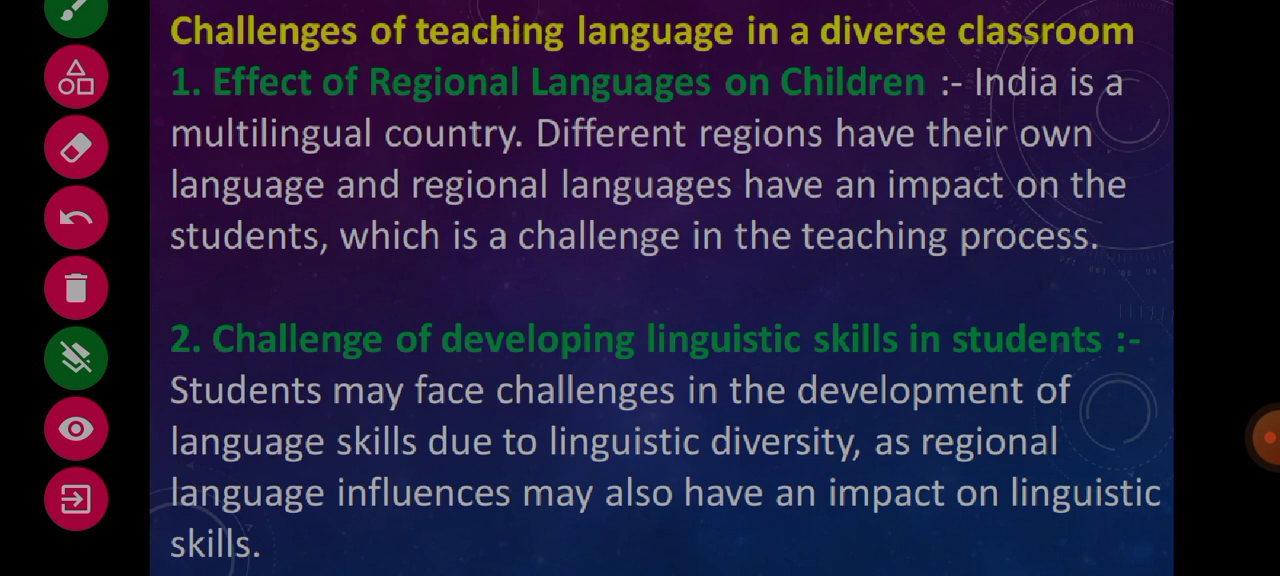 Challenges of teaching language in a diverse classroom
1. Effect of Regional Languages on Children :- India is a
multilingual country. Different regions have their own
language and regional languages have an impact on the
students, which is a challenge in the teaching process.
2. Challenge of developing linguistic skills in students :-
Students may face challenges in the development of
language skills due to linguistic diversity, as regional
language influences may also have an impact on linguistic
skills.